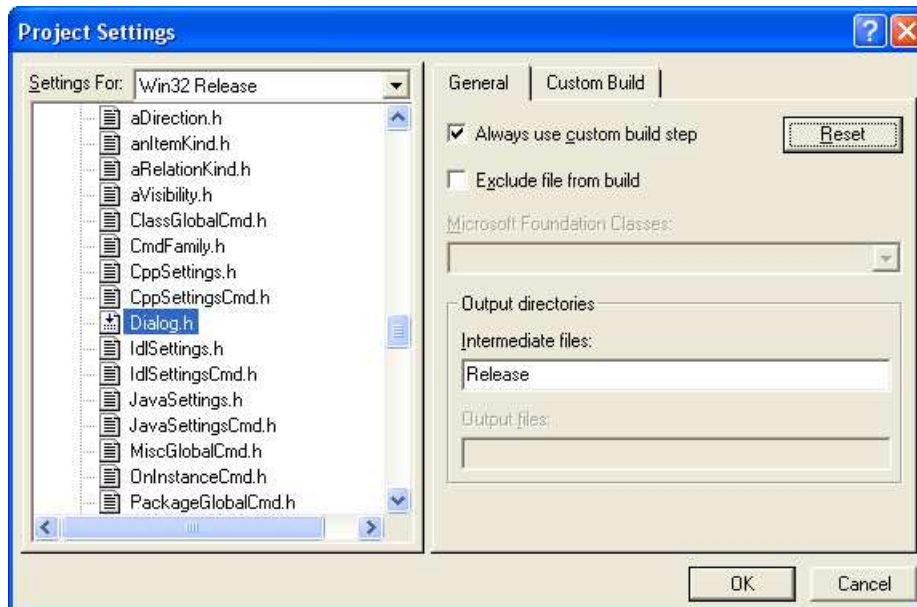 Project Settings
Settings For: Win32 Release
aDirection.h
anItemKind.h
aRelationKind.h
aVisibility.h
ClassGlobalCmd.h
CmdFamily.h
CppSettings.h
CppSettingsCmd.h
Dialog.h
IdlSettings.h
IdlSettingsCmd.h
JavaSettings.h
JavaSettingsCmd.h
MiscGlobalCmd.h
OnInstanceCmd.h
PackageGlobalCmd.h
General Custom Build
Always use custom build step Reset
Exclude file from build
Microsoft Foundation Classes:
Output directories
Intermediate files:
Release
Output files:
OK Cancel